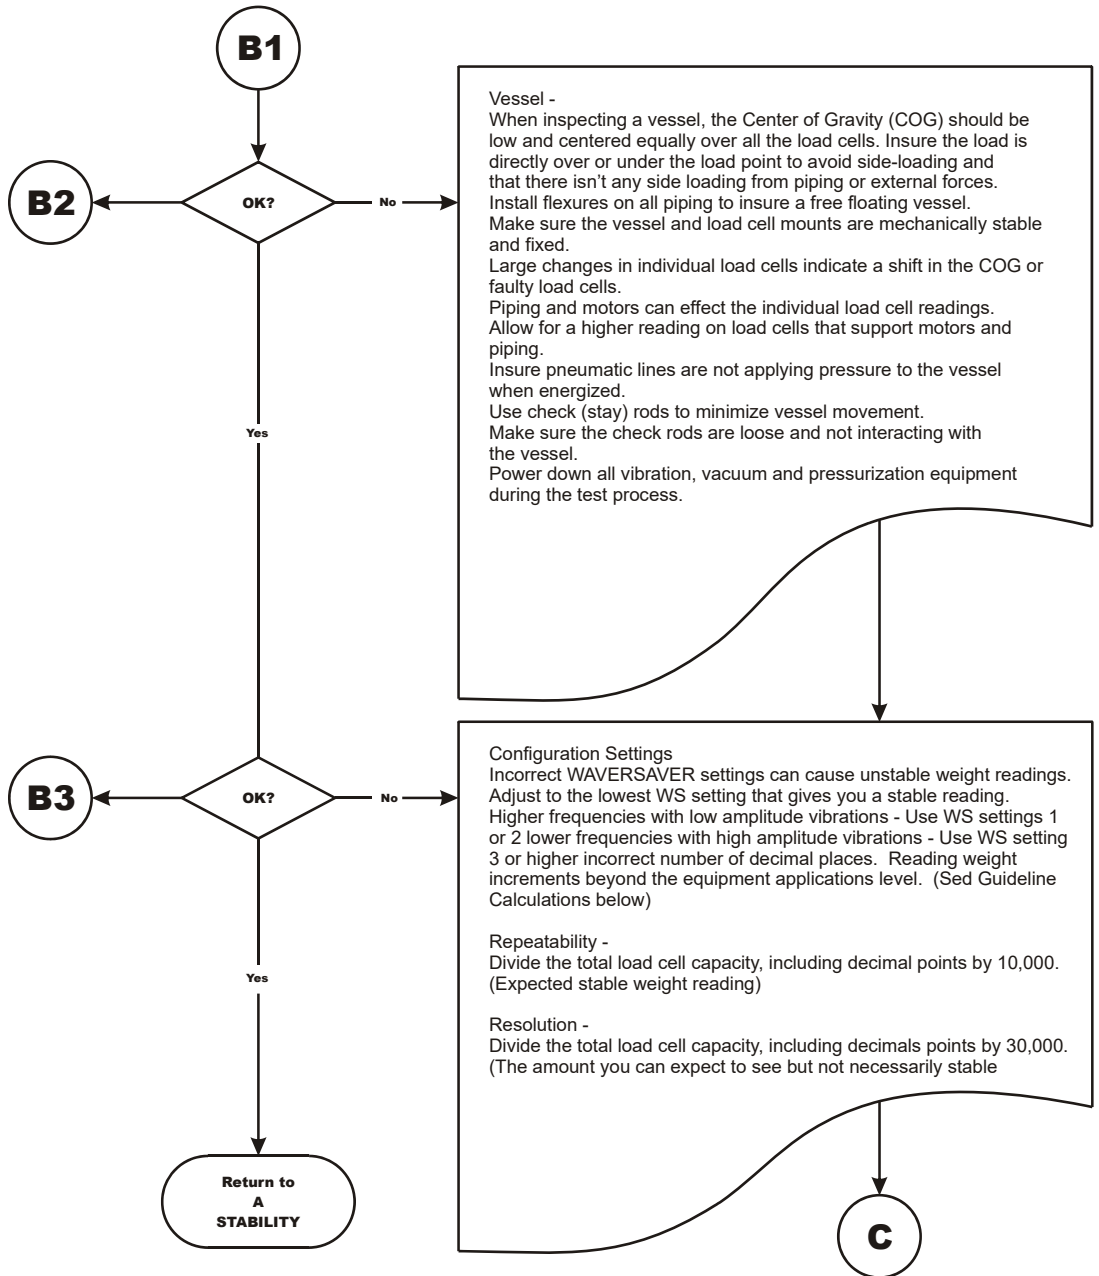 B1
B2
OK?
No
Vessel -
When inspecting a vessel, the Center of Gravity (COG) should be
low and centered equally over all the load cells. Insure the load is
directly over or under the load point to avoid side-loading and
that there isn't any side loading from piping or external forces.
Install flexures on all piping to insure a free floating vessel.
Make sure the vessel and load cell mounts are mechanically stable
and fixed.
Large changes in individual load cells indicate a shift in the COG or
faulty load cells.
Piping and motors can effect the individual load cell readings.
Allow for a higher reading on load cells that support motors and
piping.
Insure pneumatic lines are not applying pressure to the vessel
when energized.
Use check (stay) rods to minimize vessel movement.
Make sure the check rods are loose and not interacting with
the vessel.
Power down all vibration, vacuum and pressurization equipment
during the test process.
Yes
B3
OK?
No
Configuration Settings
Incorrect WAVERSAVER settings can cause unstable weight readings.
Adjust to the lowest WS setting that gives you a stable reading.
Higher frequencies with low amplitude vibrations - Use WS settings 1
or 2 lower frequencies with high amplitude vibrations - Use WS setting
3 or higher incorrect number of decimal places.  Reading weight
increments beyond the equipment applications level.  (Sed Guideline
Calculations below)
Repeatability -
Divide the total load cell capacity, including decimal points by 10,000.
(Expected stable weight reading)
Resolution -
Divide the total load cell capacity, including decimals points by 30,000.
(The amount you can expect to see but not necessarily stable
Yes
Return to
A
STABILITY
C